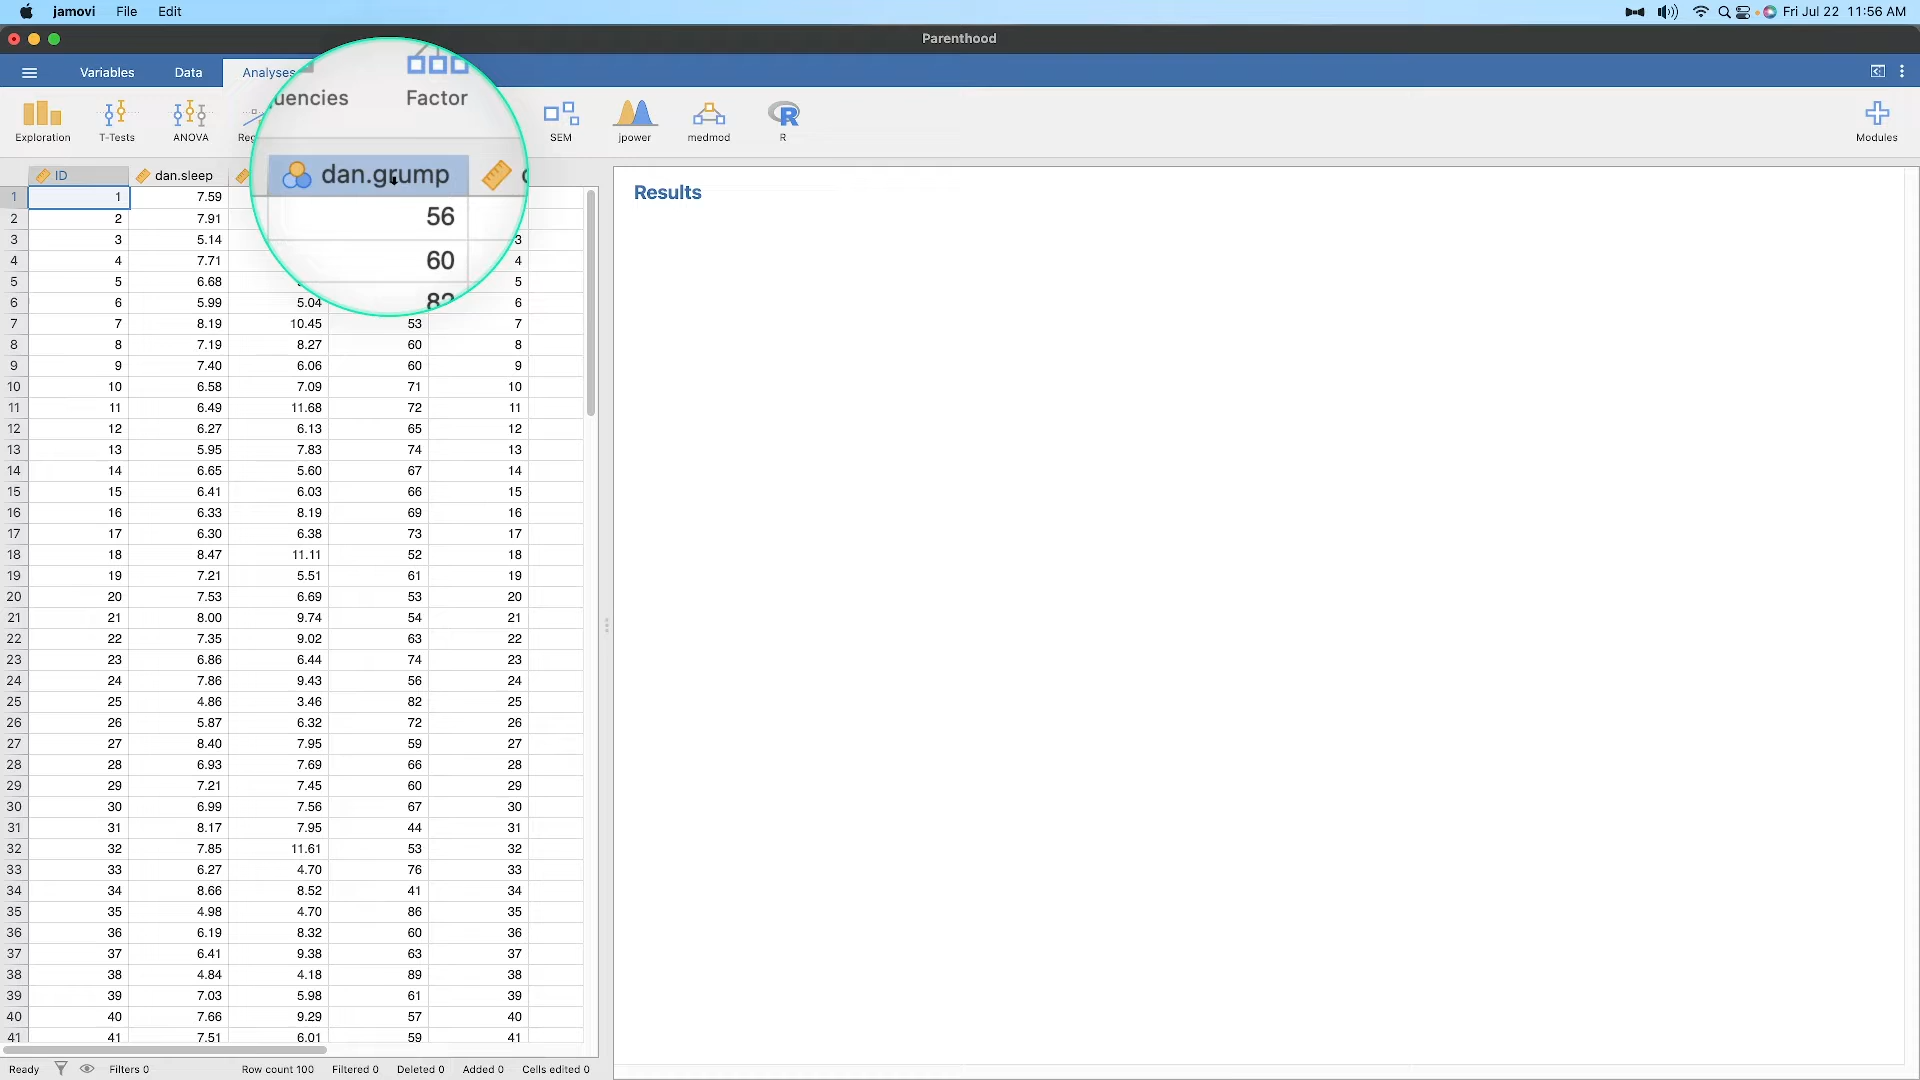 jamovi File Edit Fri Jul 22 11:56 AM
Parenthood
Variables Data Analyses
Exploration T-Tests ANOVA SEM jpower medmod R Modules
uencies Factor
ID dan.sleep dan.grump
Results
1 1 7.59 56
2 2 7.91 60
3 3 5.14 3
4 4 7.71 4
5 5 6.68 5
6 6 5.99 5.04 6
7 7 8.19 10.45 53 7
8 8 7.19 8.27 60 8
9 9 7.40 6.06 60 9
10 10 6.58 7.09 71 10
11 11 6.49 11.68 72 11
12 12 6.27 6.13 65 12
13 13 5.95 7.83 74 13
14 14 6.65 5.60 67 14
15 15 6.41 6.03 66 15
16 16 6.33 8.19 69 16
17 17 6.30 6.38 73 17
18 18 8.47 11.11 52 18
19 19 7.21 5.51 61 19
20 20 7.53 6.69 53 20
21 21 8.00 9.74 54 21
22 22 7.35 9.02 63 22
23 23 6.86 6.44 74 23
24 24 7.86 9.43 56 24
25 25 4.86 3.46 82 25
26 26 5.87 6.32 72 26
27 27 8.40 7.95 59 27
28 28 6.93 7.69 66 28
29 29 7.21 7.45 60 29
30 30 6.99 7.56 67 30
31 31 8.17 7.95 44 31
32 32 7.85 11.61 53 32
33 33 6.27 4.70 76 33
34 34 8.66 8.52 41 34
35 35 4.98 4.70 86 35
36 36 6.19 8.32 60 36
37 37 6.41 9.38 63 37
38 38 4.84 4.18 89 38
39 39 7.03 5.98 61 39
40 40 7.66 9.29 57 40
41 41 7.51 6.01 59 41
Ready Filters 0 Row count 100 Filtered 0 Deleted 0 Added 0 Cells edited 0